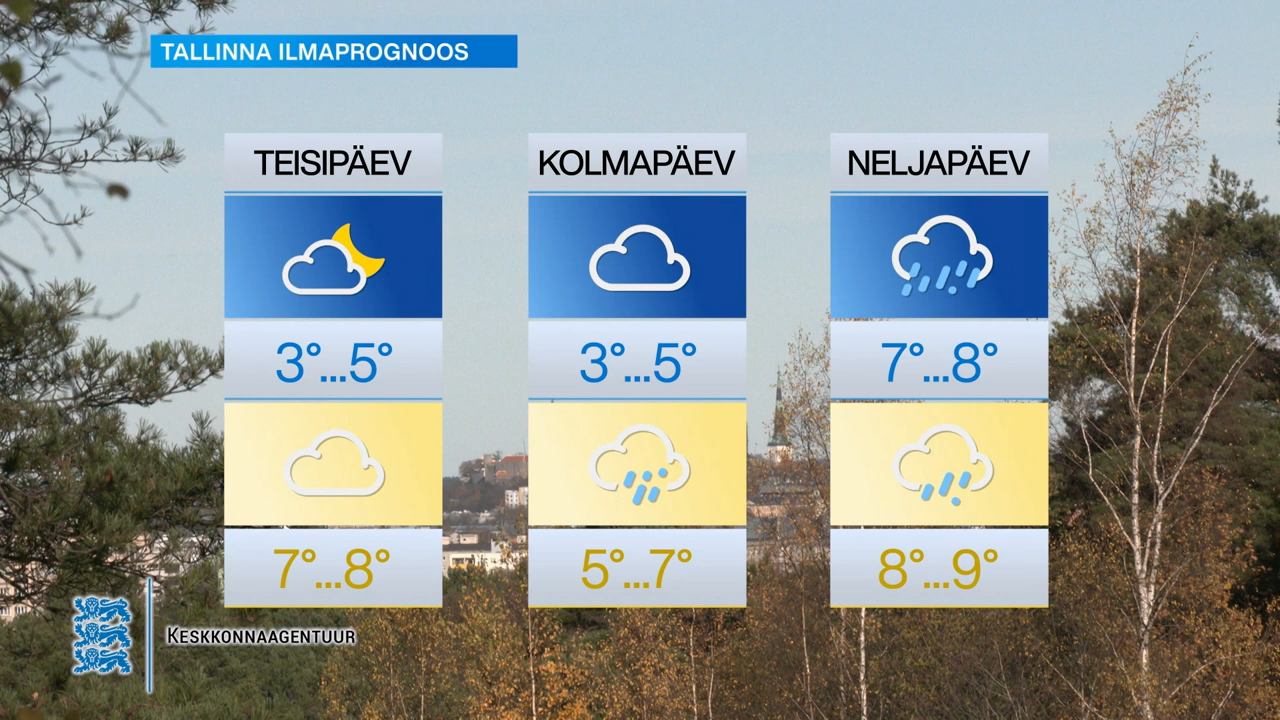 TALLINNA ILMAPROGNOOS
TEISIPÄEV
3°...5°
7°...8°
KOLMAPÄEV
3°...5°
5°...7°
NELJAPÄEV
7°...8°
8°...9°
KESKKONNAAGENTUUR